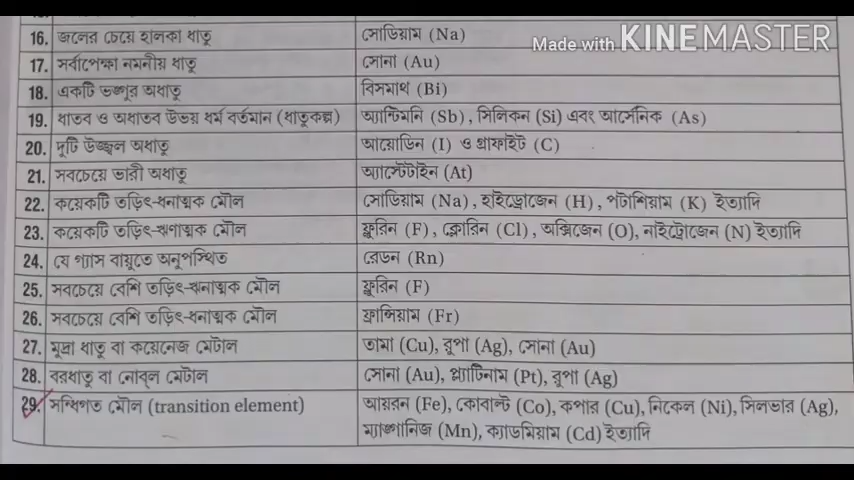 Made with KINEMASTER
16. জলের চেয়ে হালকা ধাতু সোডিয়াম (Na)
17. সর্বাপেক্ষা নমনীয় ধাতু সোনা (Au)
18. একটি ভঙ্গুর অধাতু বিসমাথ (Bi)
19. ধাতব ও অধাতব উভয় ধর্ম বর্তমান (ধাতুকল্প) অ্যান্টিমনি (Sb), সিলিকন (Si) এবং আর্সেনিক (As)
20. দুটি উজ্জ্বল অধাতু আয়োডিন (I) ও গ্রাফাইট (C)
21. সবচেয়ে ভারী অধাতু অ্যাস্টেটাইন (At)
22. কয়েকটি তড়িৎ-ধনাত্মক মৌল সোডিয়াম (Na), হাইড্রোজেন (H), পটাশিয়াম (K) ইত্যাদি
23. কয়েকটি তড়িৎ-ঋণাত্মক মৌল ফ্লুরিন (F), ক্লোরিন (Cl), অক্সিজেন (O), নাইট্রোজেন (N) ইত্যাদি
24. যে গ্যাস বায়ুতে অনুপস্থিত রেডন (Rn)
25. সবচেয়ে বেশি তড়িৎ-ঋনাত্মক মৌল ফ্লুরিন (F)
26. সবচেয়ে বেশি তড়িৎ-ধনাত্মক মৌল ফ্রান্সিয়াম (Fr)
27. মুদ্রা ধাতু বা কয়েনেজ মেটাল তামা (Cu), রুপা (Ag), সোনা (Au)
28. বরধাতু বা নোব্‌ল মেটাল সোনা (Au), প্ল্যাটিনাম (Pt), রুপা (Ag)
29. সন্ধিগত মৌল (transition element) আয়রন (Fe), কোবাল্ট (Co), কপার (Cu), নিকেল (Ni), সিলভার (Ag),
ম্যাঙ্গানিজ (Mn), ক্যাডমিয়াম (Cd) ইত্যাদি